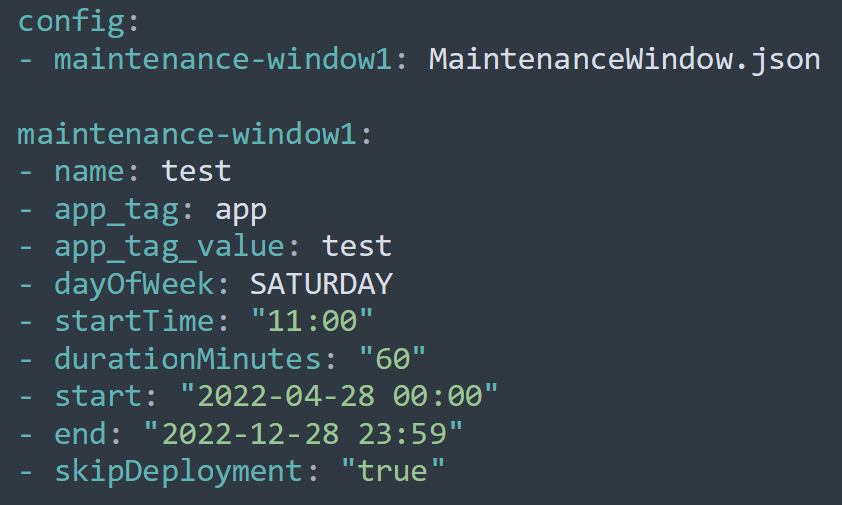 config:
- maintenance-window1: MaintenanceWindow.json
maintenance-window1:
- name: test
- app_tag: app
- app_tag_value: test
- dayOfWeek: SATURDAY
- startTime: "11:00"
- durationMinutes: "60"
- start: "2022-04-28 00:00"
- end: "2022-12-28 23:59"
- skipDeployment: "true"